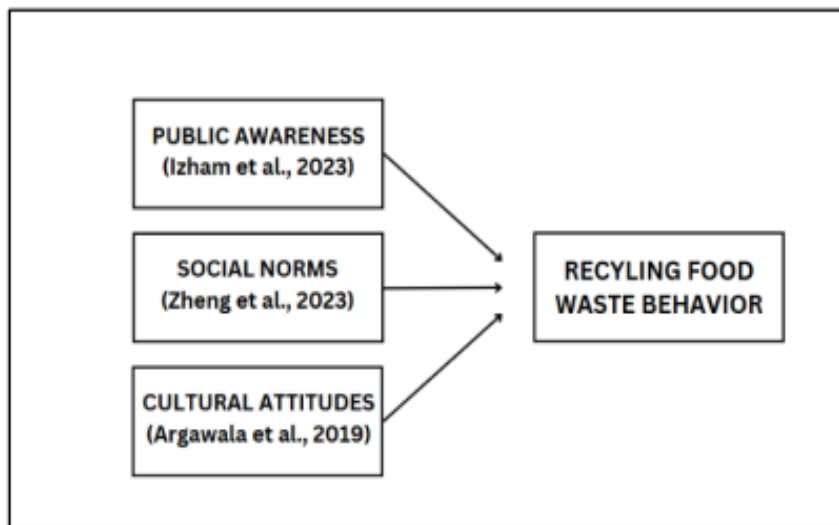 PUBLIC AWARENESS
(Izham et al., 2023)
SOCIAL NORMS
(Zheng et al., 2023)
CULTURAL ATTITUDES
(Argawala et al., 2019)
RECYLING FOOD
WASTE BEHAVIOR